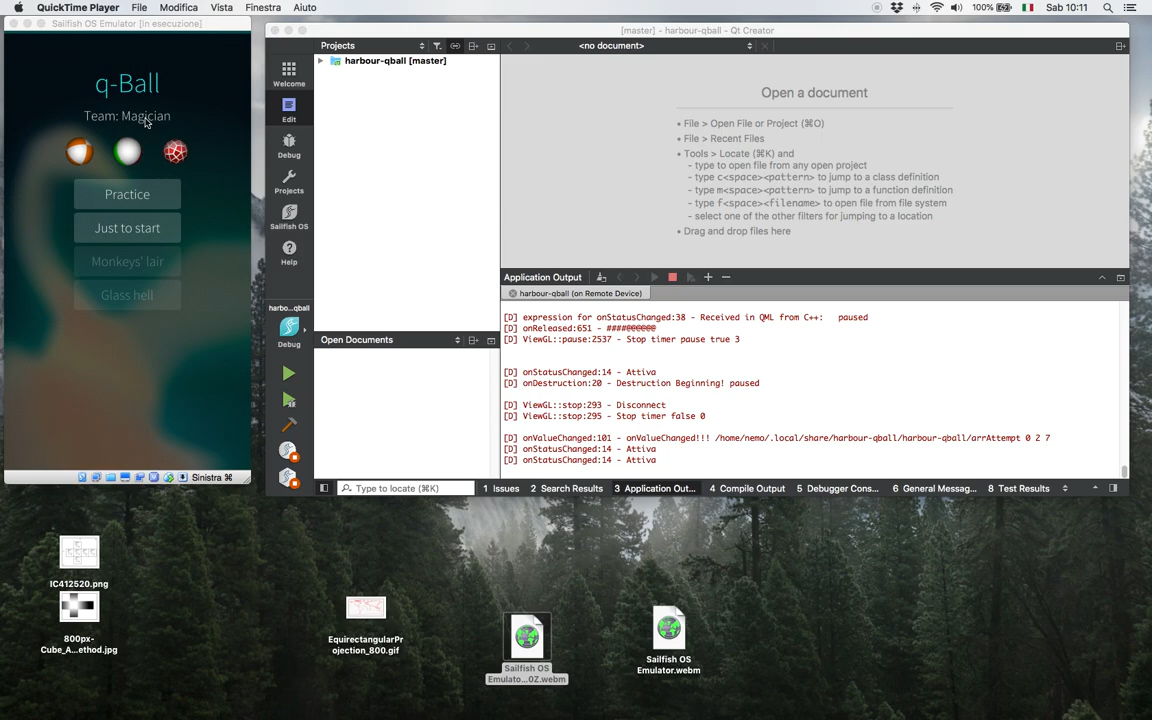 QuickTime Player File Modifica Vista Finestra Aiuto 100% Sab 10:11
Sailfish OS Emulator [In esecuzione]
q-Ball
Team: Magician
Practice
Just to start
Monkeys' lair
Glass hell
Sinistra ⌘
[master] - harbour-qball - Qt Creator
Projects
<no document>
harbour-qball [master]
Welcome
Edit
Debug
Projects
Sailfish OS
Help
harbo...qball
Debug
Open Documents
Open a document
• File > Open File or Project (⌘O)
• File > Recent Files
• Tools > Locate (⌘K) and
- type to open file from any open project
- type c<space><pattern> to jump to a class definition
- type m<space><pattern> to jump to a function definition
- type f<space><filename> to open file from file system
- select one of the other filters for jumping to a location
• Drag and drop files here
Application Output
harbour-qball (on Remote Device)
[D] expression for onStatusChanged:38 - Received in QML from C++: paused
[D] onReleased:651 - ####@@@@@@
[D] ViewGL::pause:2537 - Stop timer pause true 3
[D] onStatusChanged:14 - Attiva
[D] onDestruction:20 - Destruction Beginning! paused
[D] ViewGL::stop:293 - Disconnect
[D] ViewGL::stop:295 - Stop timer false 0
[D] onValueChanged:101 - onValueChanged!!! /home/nemo/.local/share/harbour-qball/harbour-qball/arrAttempt 0 2 7
[D] onStatusChanged:14 - Attiva
[D] onStatusChanged:14 - Attiva
Type to locate (⌘K)
1 Issues 2 Search Results 3 Application Out... 4 Compile Output 5 Debugger Cons... 6 General Messag... 8 Test Results
IC412520.png
800px-
Cube_A...ethod.jpg
EquirectangularPr
ojection_800.gif
Sailfish OS
Emulato...0Z.webm
Sailfish OS
Emulator.webm